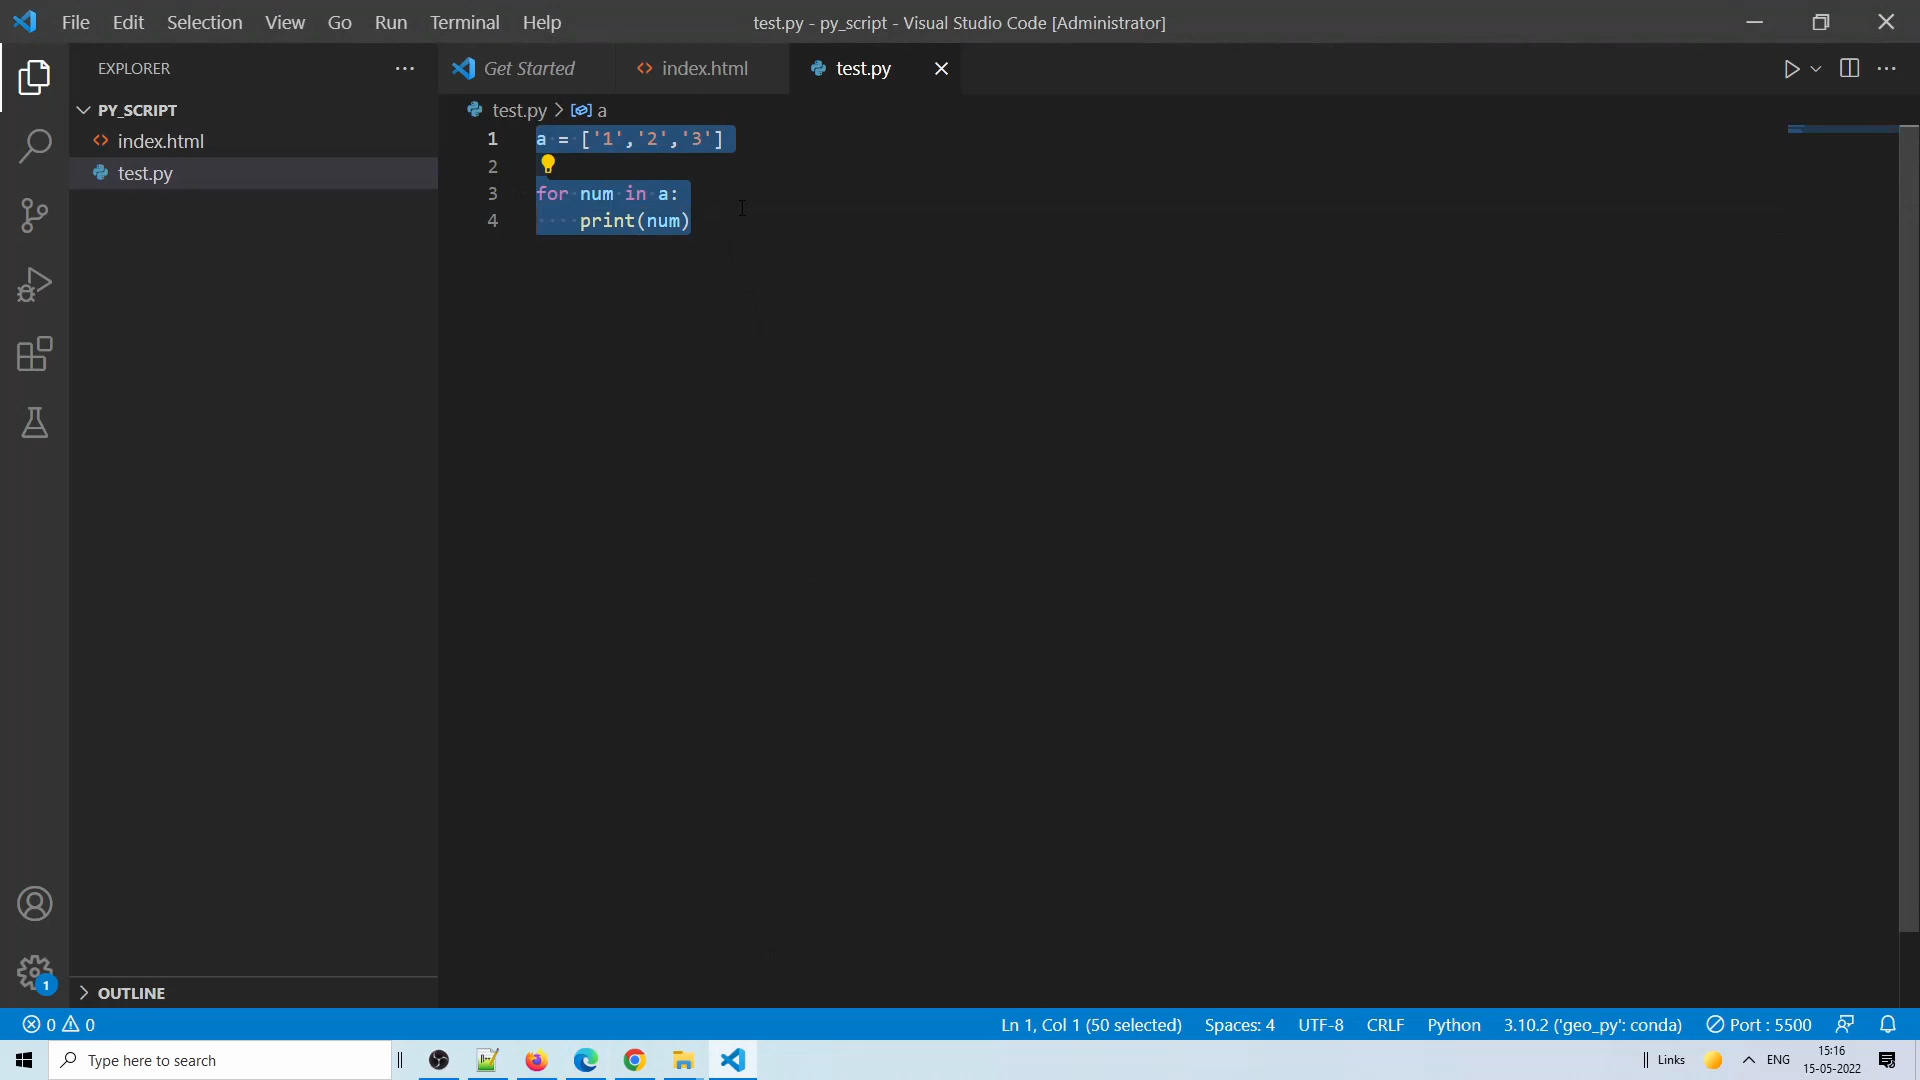 File Edit Selection View Go Run Terminal Help test.py - py_script - Visual Studio Code [Administrator]
EXPLORER
Get Started index.html test.py
PY_SCRIPT
test.py > a
index.html
test.py
1 a = ['1','2','3']
2
3 for num in a:
4 print(num)
1
OUTLINE
0 0 Ln 1, Col 1 (50 selected) Spaces: 4 UTF-8 CRLF Python 3.10.2 ('geo_py': conda) Port : 5500
Type here to search Links ENG 15:16
15-05-2022